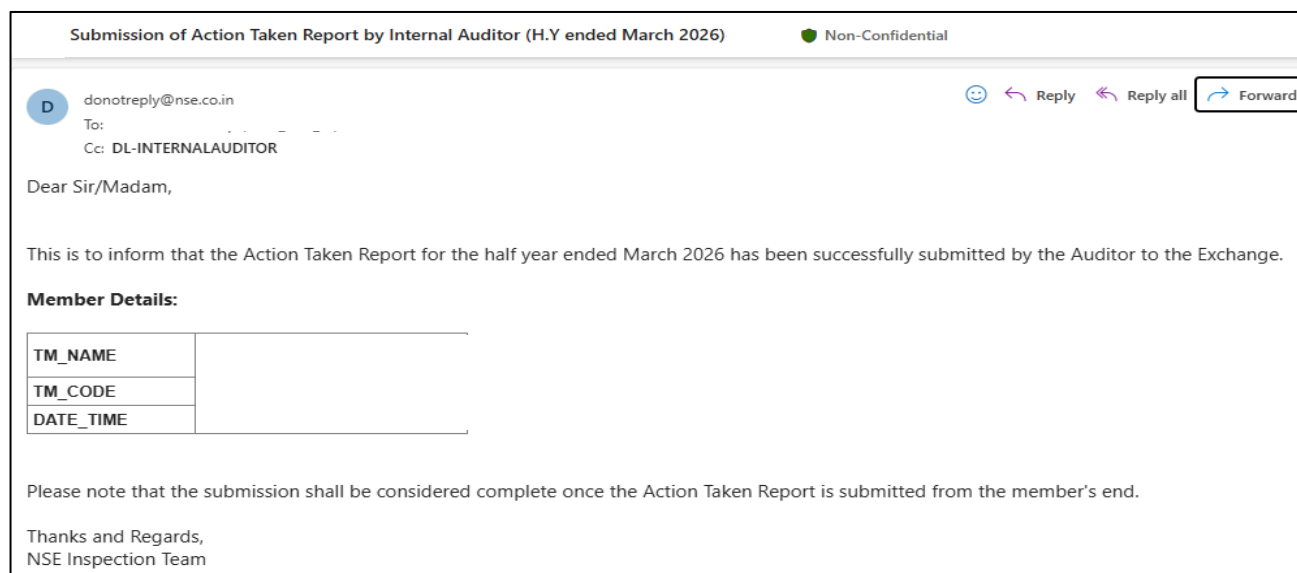 Submission of Action Taken Report by Internal Auditor (H.Y ended March 2026) Non-Confidential
D
donotreply@nse.co.in
Reply Reply all Forward
To:
Cc: DL-INTERNALAUDITOR
Dear Sir/Madam,
This is to inform that the Action Taken Report for the half year ended March 2026 has been successfully submitted by the Auditor to the Exchange.
Member Details:
TM_NAME
TM_CODE
DATE_TIME
Please note that the submission shall be considered complete once the Action Taken Report is submitted from the member's end.
Thanks and Regards,
NSE Inspection Team